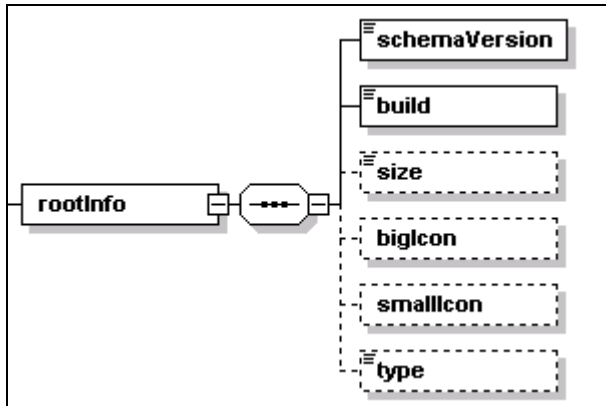 schemaVersion
build
size
rootInfo
bigIcon
smallIcon
type